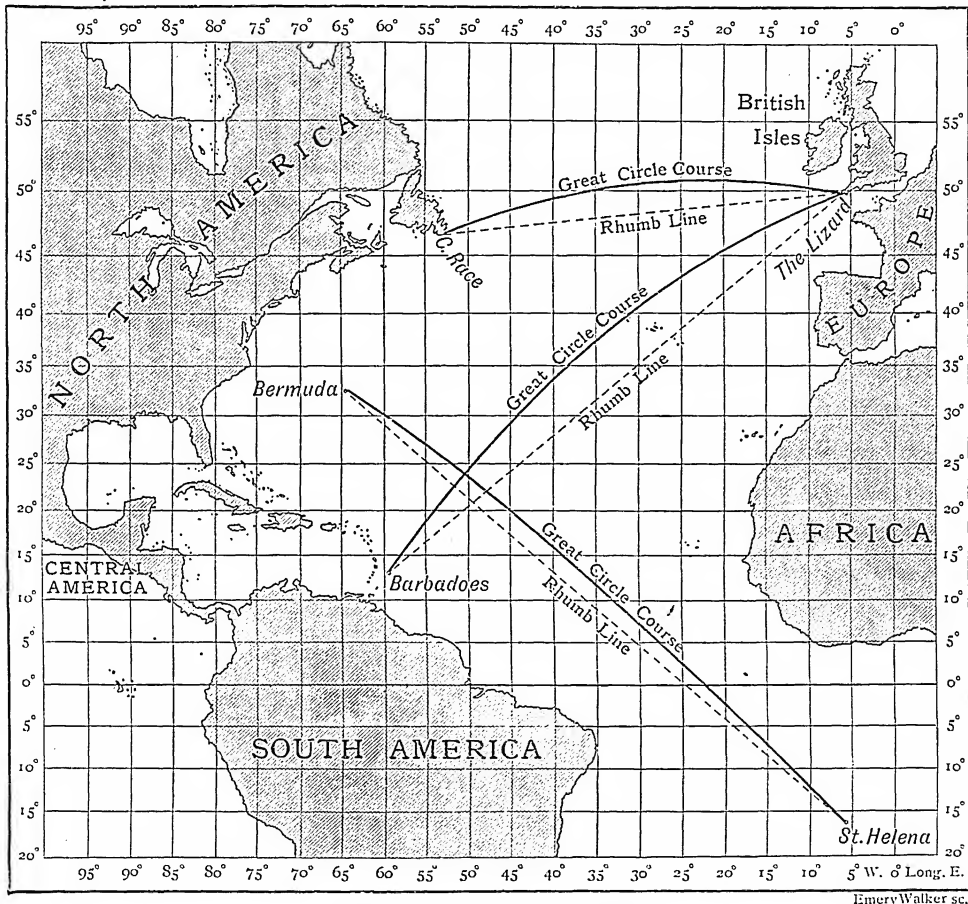 95° 90° 85° 80° 75° 70° 65° 60° 55° 50° 45° 40° 35° 30° 25° 20° 15° 10° 5° 0°
British
Isles
55° 55°
NORTH AMERICA
Great Circle Course
50° 50°
Rhumb Line
C. Race
The Lizard
EUROPE
45° 45°
40° 40°
Great Circle Course
35° 35°
Bermuda
Rhumb Line
30° 30°
25° 25°
20° 20°
Great Circle Course
AFRICA
15° 15°
CENTRAL
AMERICA
Barbadoes
Rhumb Line
10° 10°
5° 5°
0° 0°
5° 5°
SOUTH AMERICA
10° 10°
15° 15°
St. Helena
20° 20°
95° 90° 85° 80° 75° 70° 65° 60° 55° 50° 45° 40° 35° 30° 25° 20° 15° 10° 5° W. 0° Long. E.
Emery Walker sc.